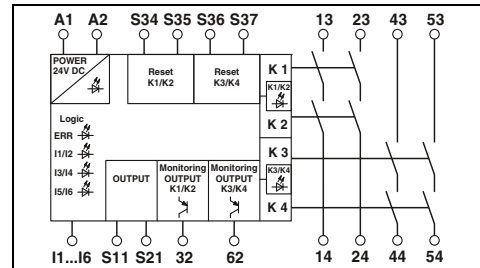 A1 A2 S34 S35 S36 S37 13 23 43 53
POWER
24V DC
Reset
K1/K2
Reset
K3/K4
K 1
K1/K2
K 2
K 3
K3/K4
K 4
Logic
ERR
I1/I2
I3/I4
I5/I6
OUTPUT
Monitoring
OUTPUT
K1/K2
Monitoring
OUTPUT
K3/K4
I1...I6 S11 S21 32 62 14 24 44 54